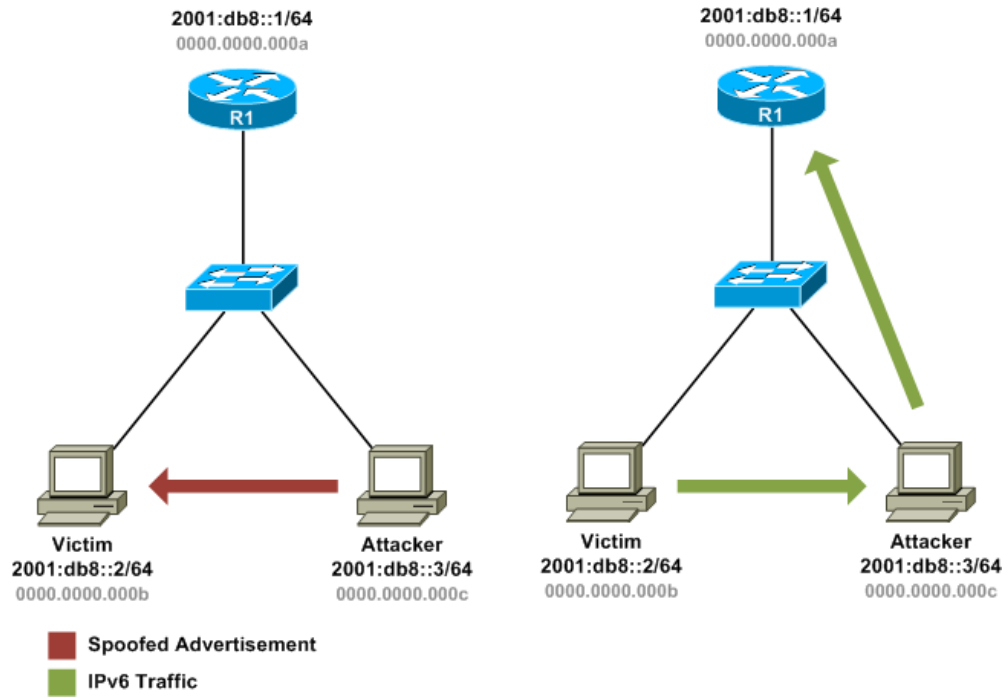 2001:db8::1/64
0000.0000.000a
R1
Victim
2001:db8::2/64
0000.0000.000b
Attacker
2001:db8::3/64
0000.0000.000c
2001:db8::1/64
0000.0000.000a
R1
Victim
2001:db8::2/64
0000.0000.000b
Attacker
2001:db8::3/64
0000.0000.000c
Spoofed Advertisement
IPv6 Traffic